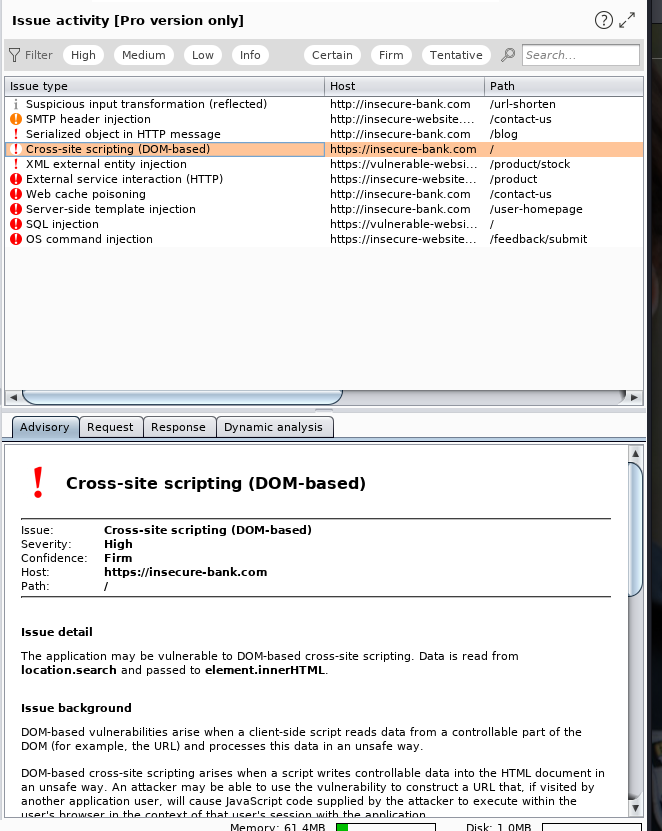 Issue activity [Pro version only]
Filter High Medium Low Info Certain Firm Tentative Search...
Issue type Host Path
Suspicious input transformation (reflected) http://insecure-bank.com /url-shorten
SMTP header injection http://insecure-website.... /contact-us
Serialized object in HTTP message http://insecure-bank.com /blog
Cross-site scripting (DOM-based) https://insecure-bank.com /
XML external entity injection https://vulnerable-websi... /product/stock
External service interaction (HTTP) https://insecure-website... /product
Web cache poisoning http://insecure-bank.com /contact-us
Server-side template injection http://insecure-bank.com /user-homepage
SQL injection https://vulnerable-websi... /
OS command injection https://insecure-website... /feedback/submit
Advisory Request Response Dynamic analysis
Cross-site scripting (DOM-based)
Issue: Cross-site scripting (DOM-based)
Severity: High
Confidence: Firm
Host: https://insecure-bank.com
Path: /
Issue detail
The application may be vulnerable to DOM-based cross-site scripting. Data is read from
location.search and passed to element.innerHTML.
Issue background
DOM-based vulnerabilities arise when a client-side script reads data from a controllable part of the
DOM (for example, the URL) and processes this data in an unsafe way.
DOM-based cross-site scripting arises when a script writes controllable data into the HTML document in
an unsafe way. An attacker may be able to use the vulnerability to construct a URL that, if visited by
another application user, will cause JavaScript code supplied by the attacker to execute within the
user's browser in the context of that user's session with the application.
Memory: 61.4MB Disk: 1.0MB